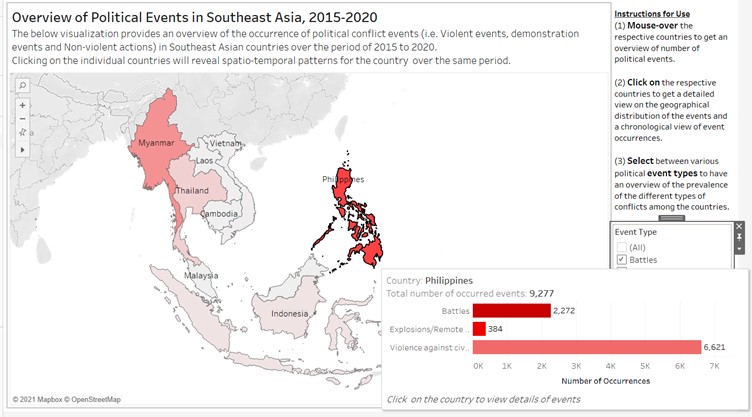 Overview of Political Events in Southeast Asia, 2015-2020
The below visualization provides an overview of the occurrence of political conflict events (i.e. Violent events, demonstration
events and Non-violent actions) in Southeast Asian countries over the period of 2015 to 2020.
Clicking on the individual countries will reveal spatio-temporal patterns for the country over the same period.
Instructions for Use
(1) Mouse-over the
respective countries to get an
overview of number of
political events.
(2) Click on the respective
countries to get a detailed
view on the geographical
distribution of the events and
a chronological view of event
occurrences.
(3) Select between various
political event types to have
an overview of the prevalence
of the different types of
conflicts among the countries.
Event Type
(All)
Battles
Myanmar
Vietnam
Laos
Thailand
Cambodia
Philippines
Malaysia
Indonesia
Country: Philippines
Total number of occurred events: 9,277
Battles 2,272
Explosions/Remote... 384
Violence against civ... 6,621
0K 1K 2K 3K 4K 5K 6K 7K
Number of Occurrences
Click on the country to view details of events
© 2021 Mapbox © OpenStreetMap